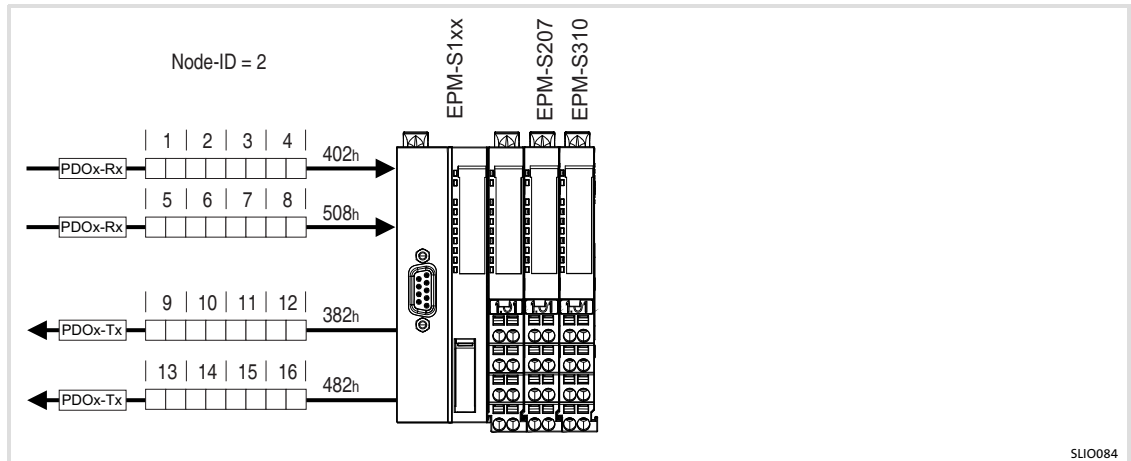 EPM-S1xx
EPM-S207
EPM-S310
Node-ID = 2
1 2 3 4
PDOx-Rx 402h
5 6 7 8
PDOx-Rx 508h
9 10 11 12
PDOx-Tx 382h
13 14 15 16
PDOx-Tx 482h
SLIO084